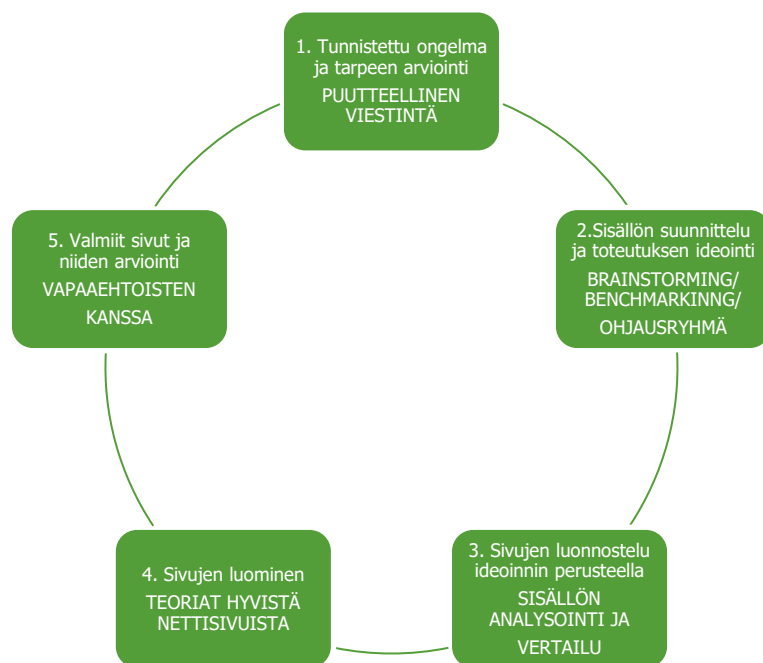 1. Tunnistettu ongelma
ja tarpeen arviointi
PUUTTEELLINEN
VIESTINTÄ
2.Sisällön suunnittelu
ja toteutuksen ideointi
BRAINSTORMING/
BENCHMARKINNG/
OHJAUSRYHMÄ
3. Sivujen luonnostelu
ideoinnin perusteella
SISÄLLÖN
ANALYSOINTI JA
VERTAILU
4. Sivujen luominen
TEORIAT HYVISTÄ
NETTISIVUISTA
5. Valmiit sivut ja
niiden arviointi
VAPAAEHTOISTEN
KANSSA